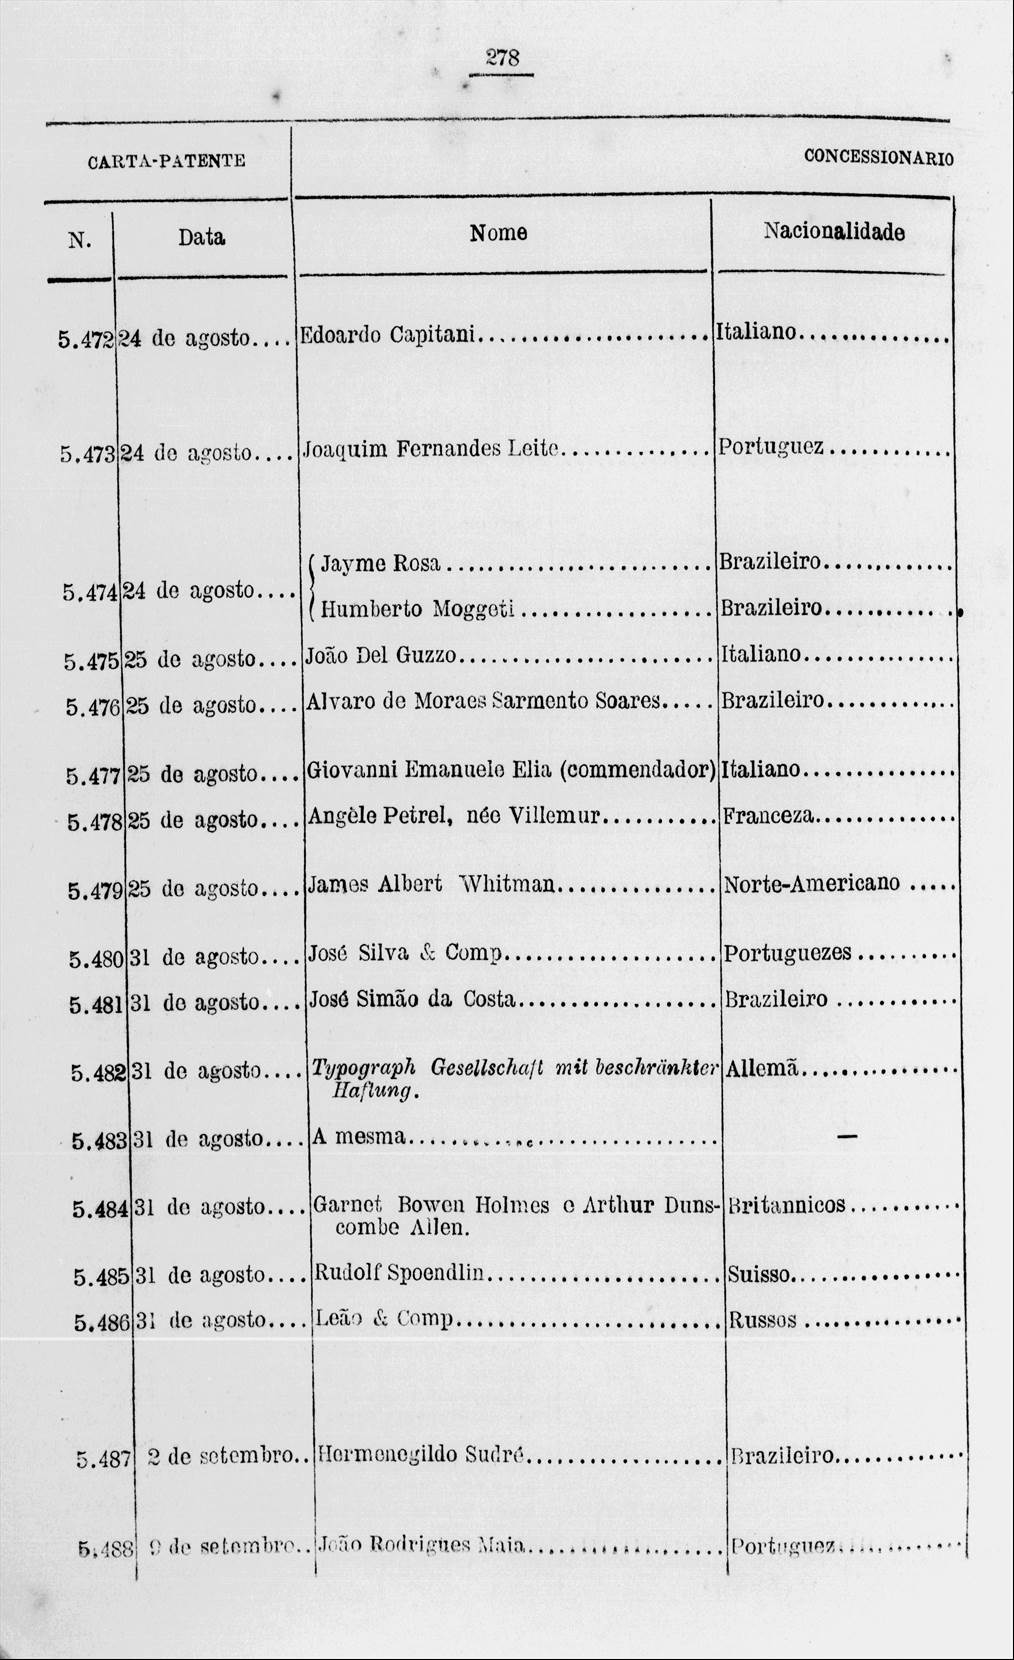 278
CARTA-PATENTE CONCESSIONARIO
N. Data Nome Nacionalidade
5.472 24 de agosto.... Edoardo Capitani...................... Italiano...............
5.473 24 de agosto.... Joaquim Fernandes Leite.............. Portuguez............
5.474 24 de agosto.... { Jayme Rosa.......................... Brazileiro.............
Humberto Moggeti.................. Brazileiro.............
5.475 25 de agosto.... João Del Guzzo........................ Italiano...............
5.476 25 de agosto.... Alvaro de Moraes Sarmento Soares..... Brazileiro.............
5.477 25 de agosto.... Giovanni Emanuele Elia (commendador) Italiano...............
5.478 25 de agosto.... Angèle Petrel, née Villemur........... Franceza..............
5.479 25 de agosto.... James Albert Whitman............... Norte-Americano .....
5.480 31 de agosto.... José Silva & Comp..................... Portuguezes..........
5.481 31 de agosto.... José Simão da Costa................... Brazileiro ............
5.482 31 de agosto.... Typograph Gesellschaft mit beschränkter Allemã................
Haftung.
5.483 31 de agosto.... A mesma.............................. —
5.484 31 de agosto.... Garnet Bowen Holmes e Arthur Duns- Britannicos...........
combe Allen.
5.485 31 de agosto.... Rudolf Spoendlin....................... Suisso.................
5.486 31 de agosto.... Leão & Comp.......................... Russos ................
5.487 2 de setembro.. Hermenegildo Sudré................... Brazileiro.............
5.488 9 de setembro.. João Rodrigues Maia................... Portuguez.............